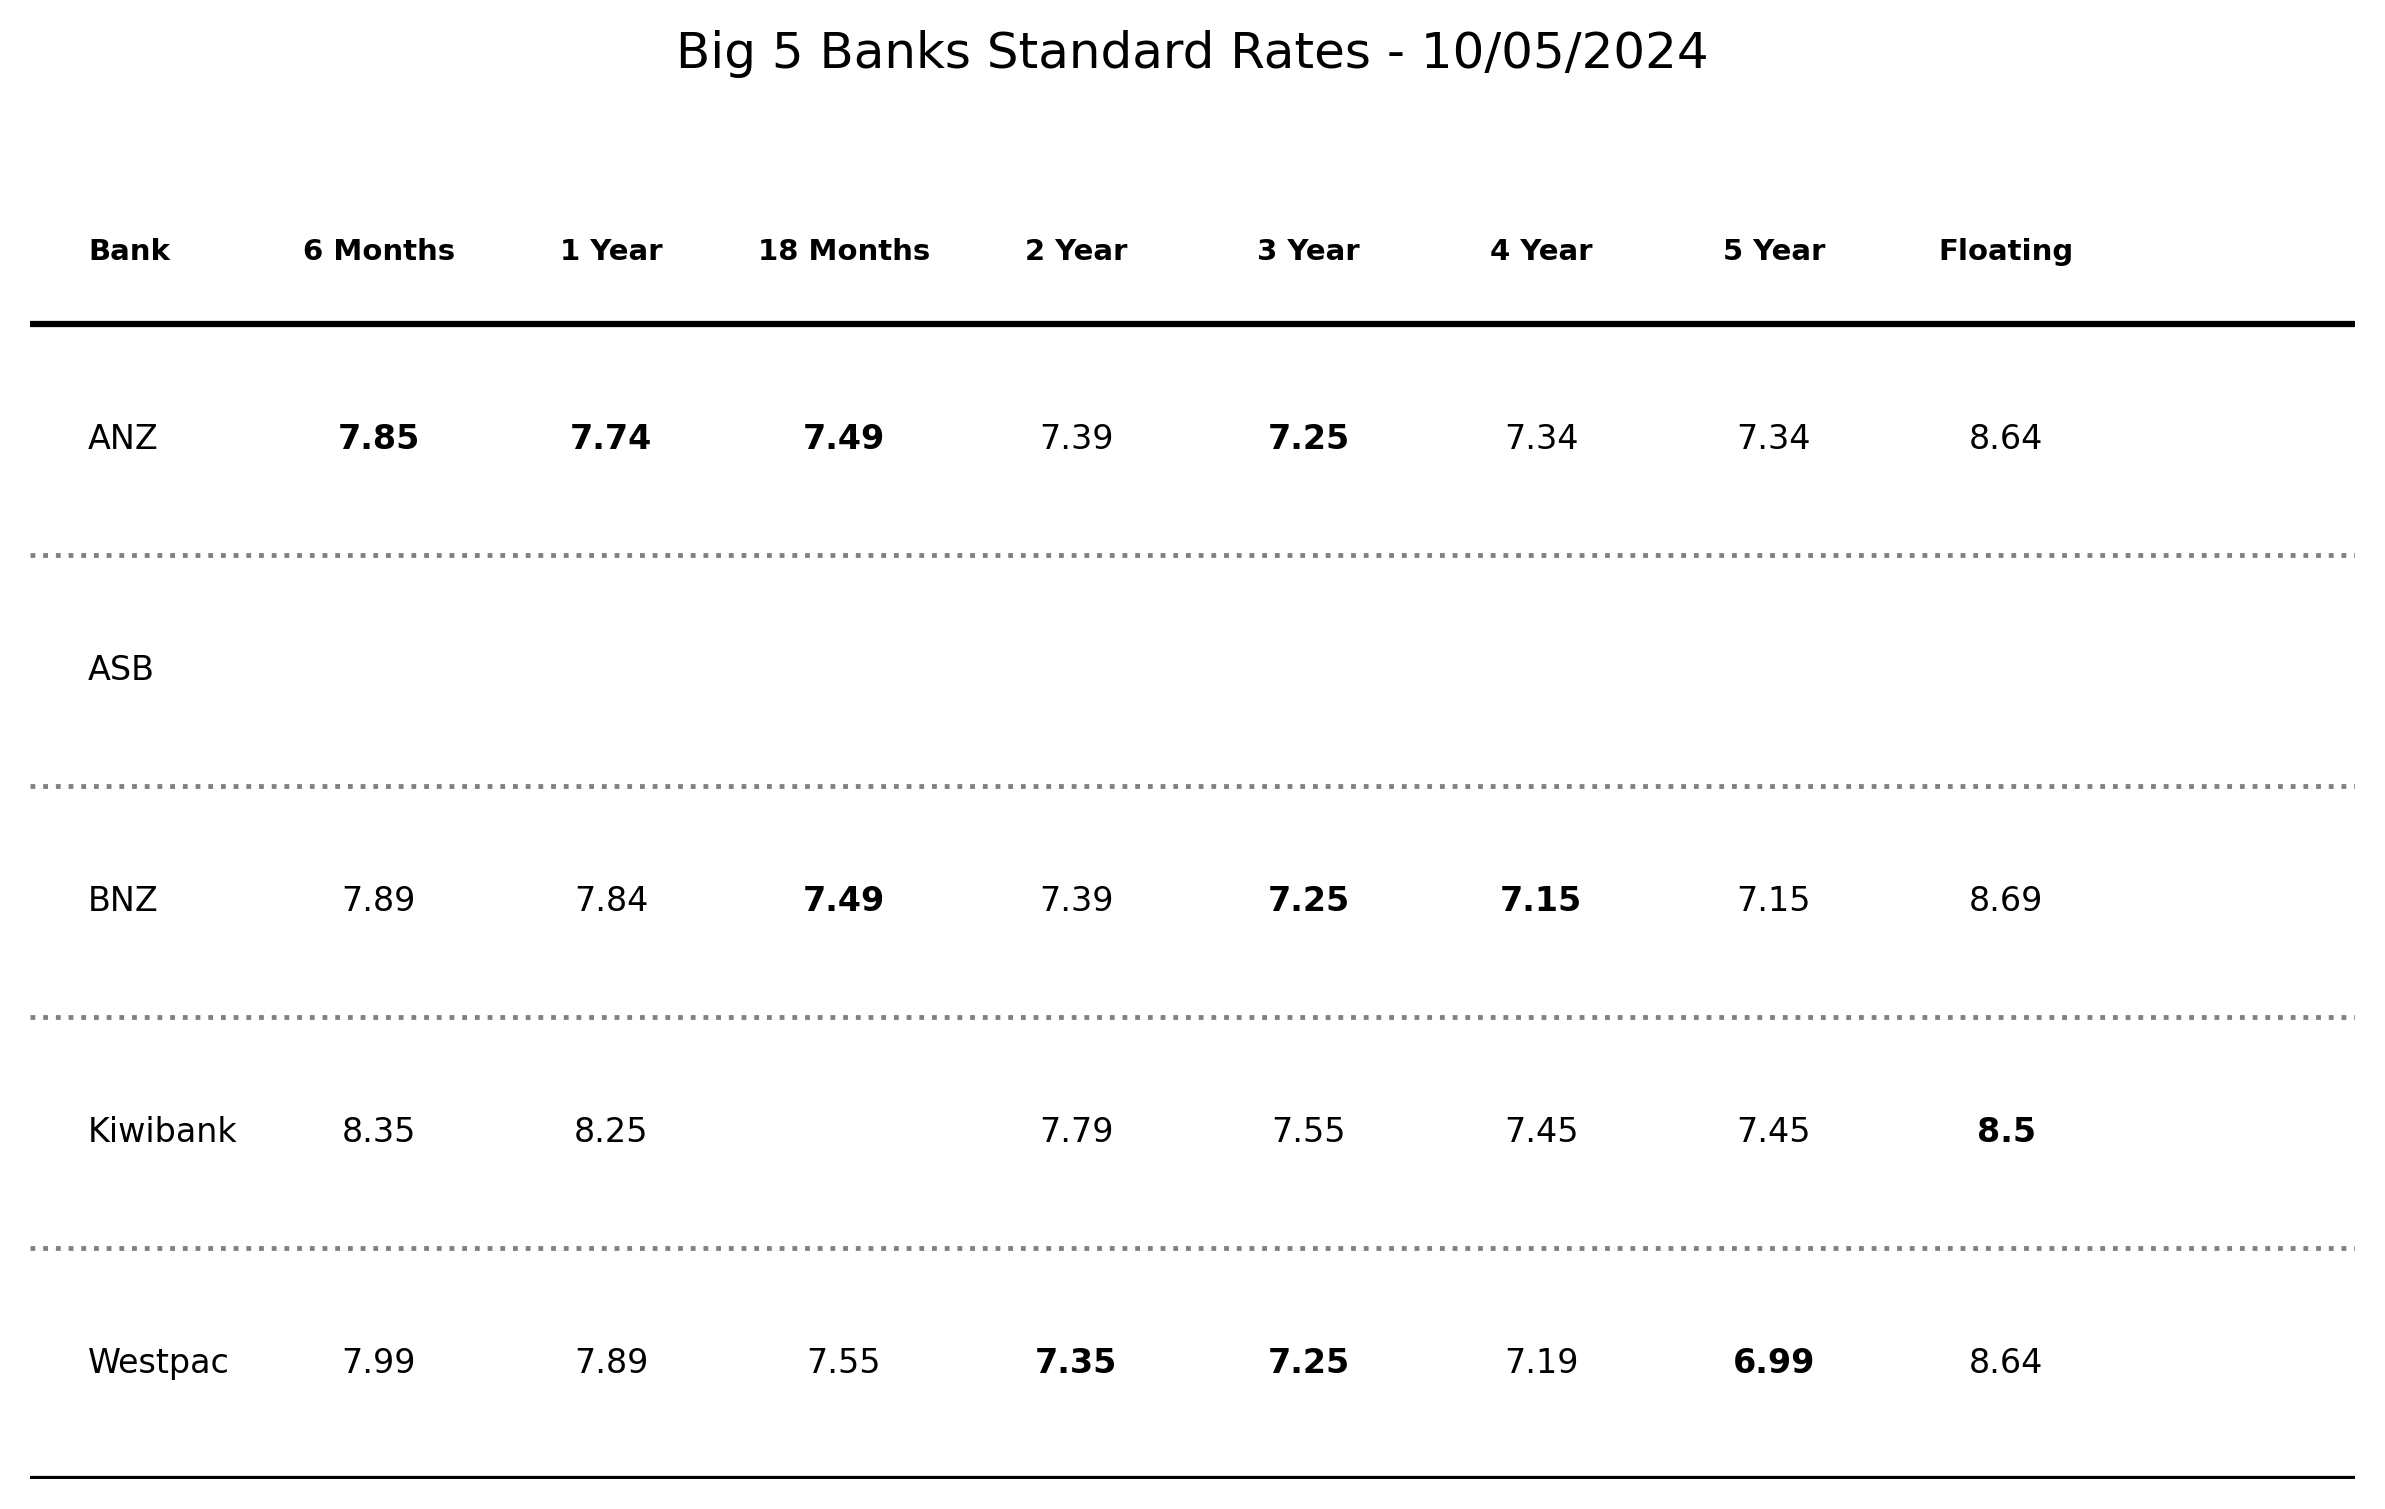 Big 5 Banks Standard Rates - 10/05/2024
Bank 6 Months 1 Year 18 Months 2 Year 3 Year 4 Year 5 Year Floating
ANZ 7.85 7.74 7.49 7.39 7.25 7.34 7.34 8.64
ASB
BNZ 7.89 7.84 7.49 7.39 7.25 7.15 7.15 8.69
Kiwibank 8.35 8.25 7.79 7.55 7.45 7.45 8.5
Westpac 7.99 7.89 7.55 7.35 7.25 7.19 6.99 8.64